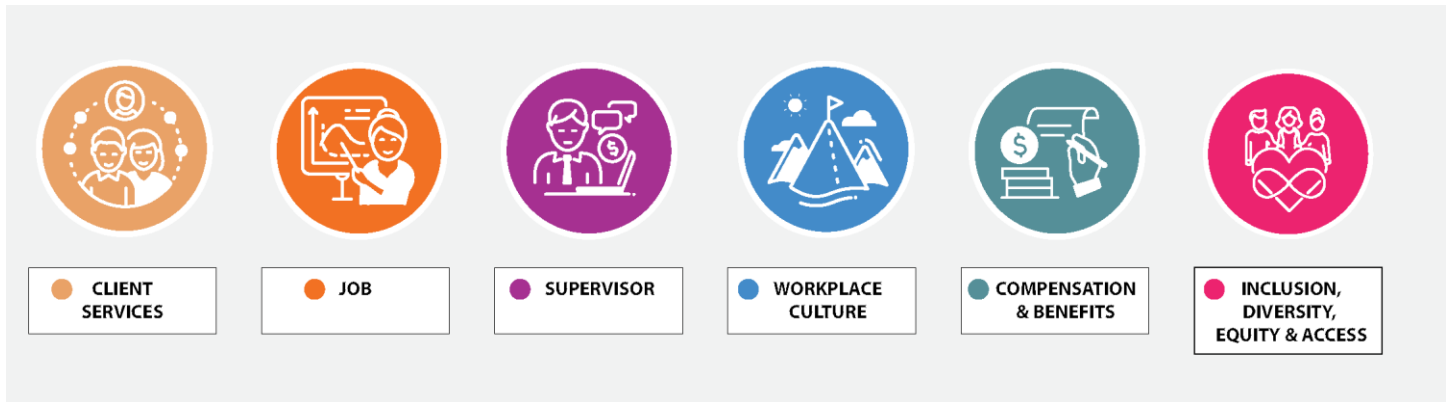 CLIENT
SERVICES
JOB
SUPERVISOR
WORKPLACE
CULTURE
COMPENSATION
& BENEFITS
INCLUSION,
DIVERSITY,
EQUITY & ACCESS
$
$